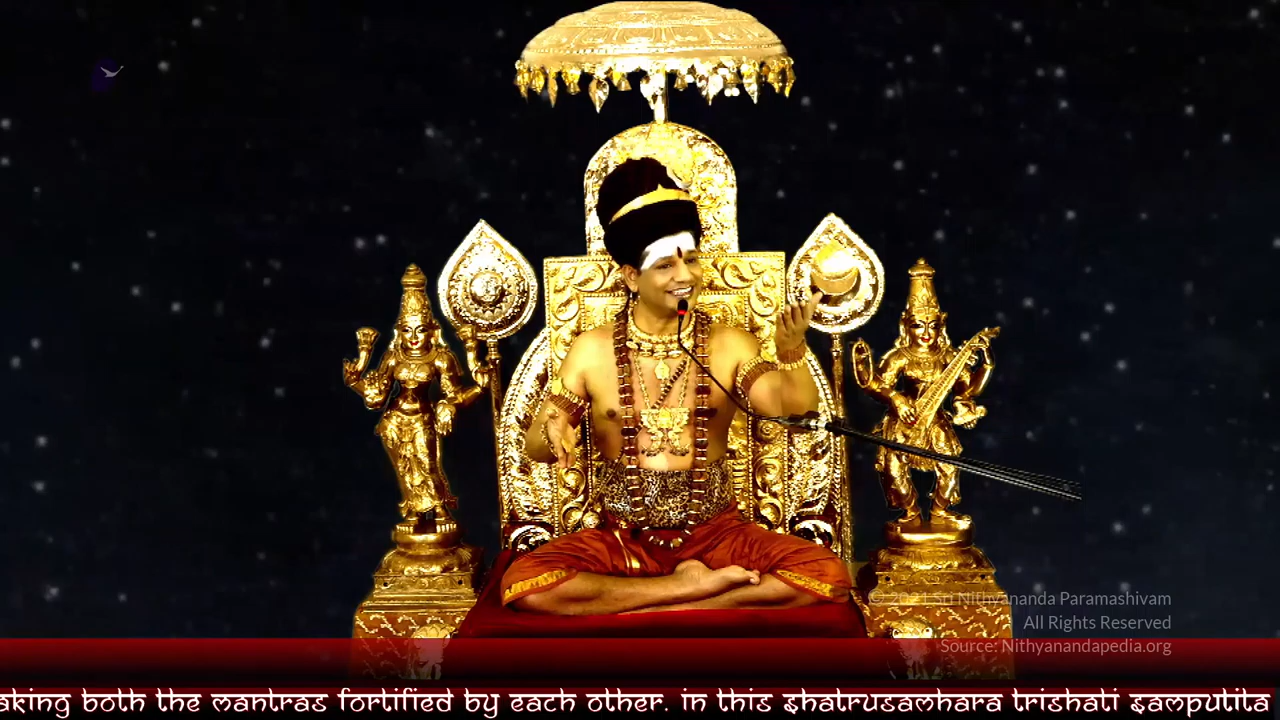 © 2021 Sri Nithyananda Paramashivam
All Rights Reserved
Source: Nithyanandapedia.org
aking both the mantras fortified by each other. in this shatrusamhara trishati samputita